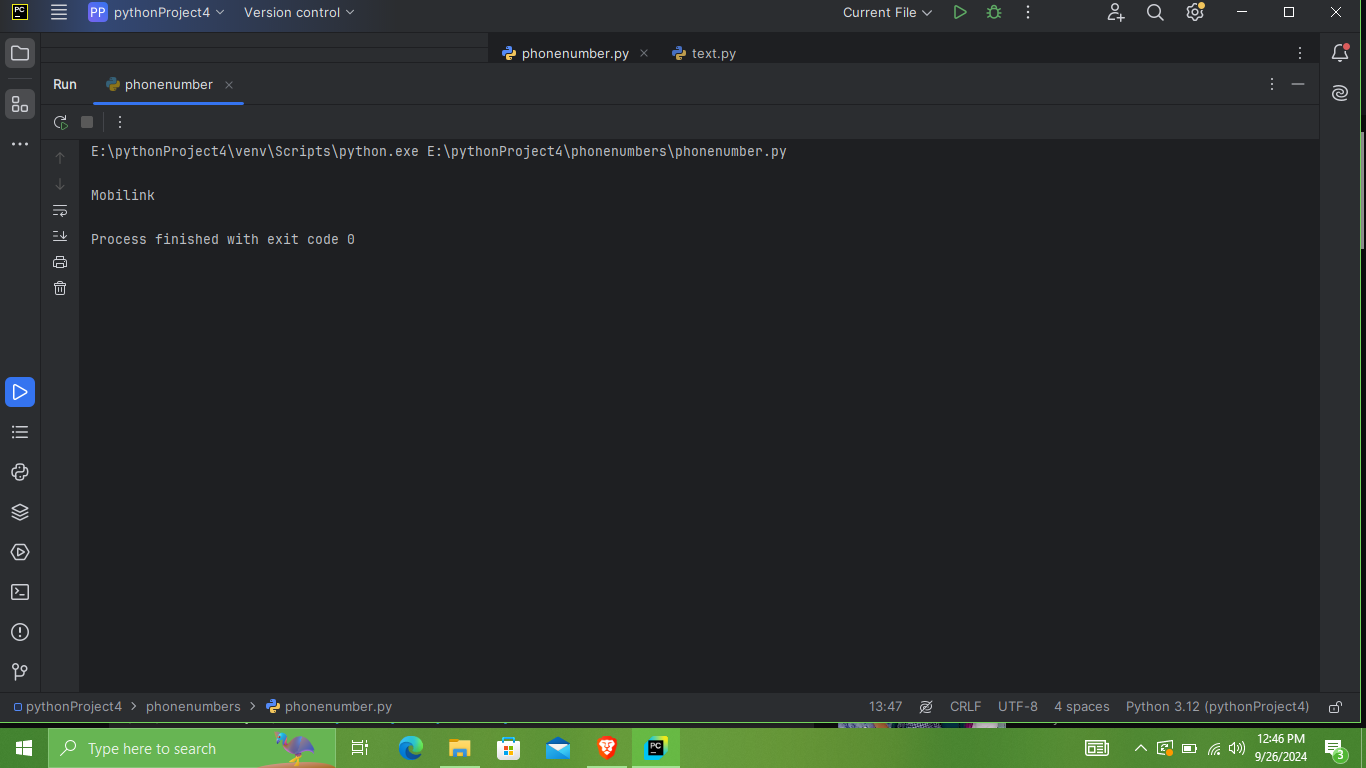 PC PP pythonProject4 Version control Current File
phonenumber.py text.py
Run phonenumber
E:\pythonProject4\venv\Scripts\python.exe E:\pythonProject4\phonenumbers\phonenumber.py
Mobilink
Process finished with exit code 0
pythonProject4 phonenumbers phonenumber.py 13:47 CRLF UTF-8 4 spaces Python 3.12 (pythonProject4)
Type here to search PC 12:46 PM
9/26/2024 3